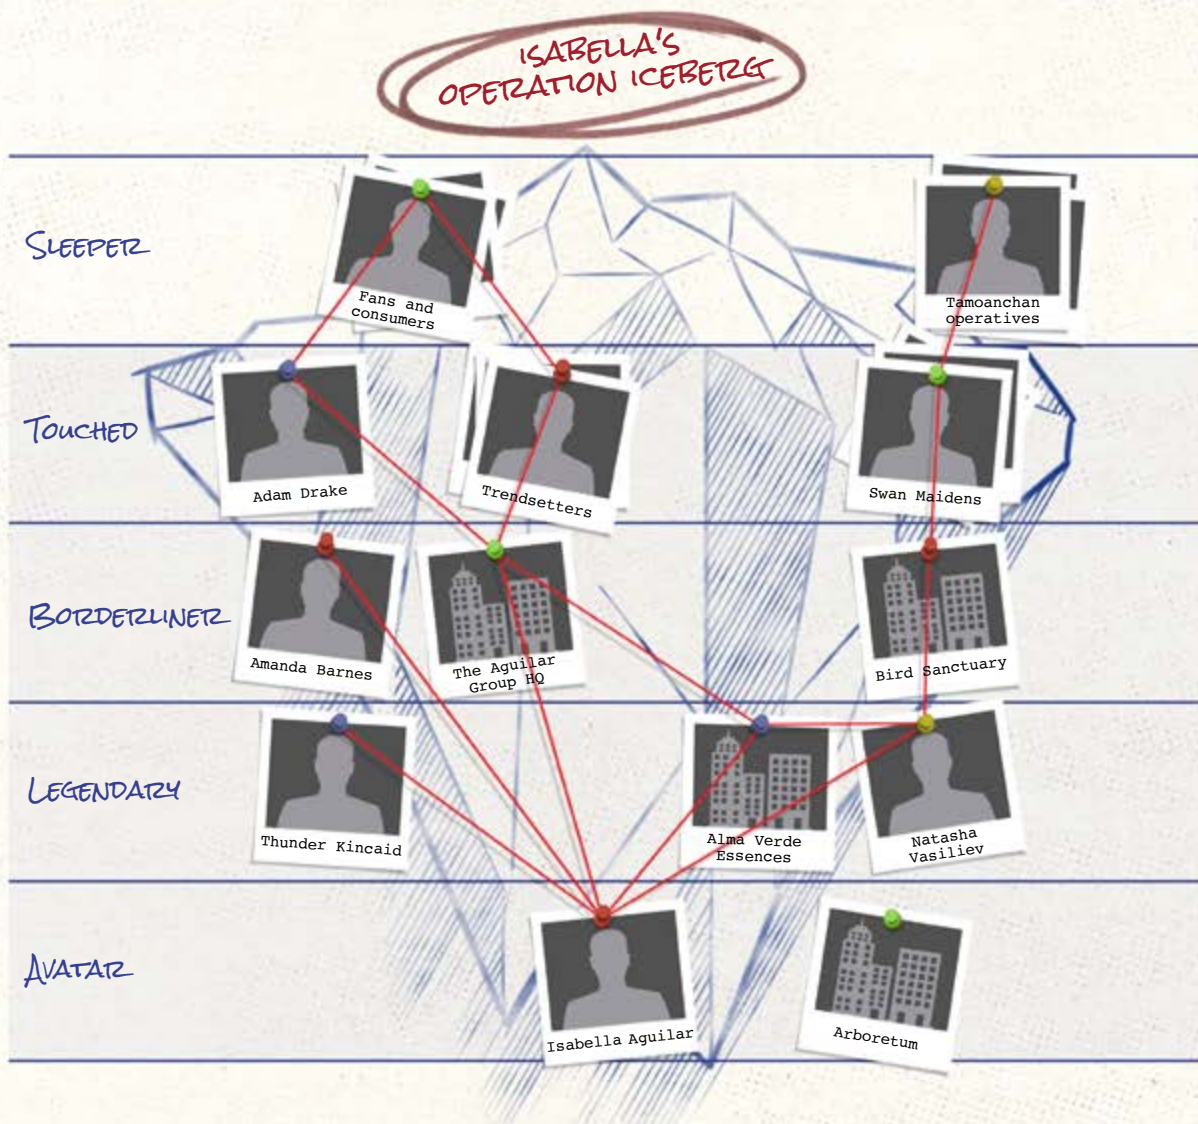 ISABELLA'S
OPERATION ICEBERG
SLEEPER
Fans and
consumers
Tamoanchan
operatives
TOUCHED
Adam Drake
Trendsetters
Swan Maidens
BORDERLINER
Amanda Barnes
The Aguilar
Group HQ
Bird Sanctuary
LEGENDARY
Thunder Kincaid
Alma Verde
Essences
Natasha
Vasiliev
AVATAR
Isabella Aguilar
Arboretum